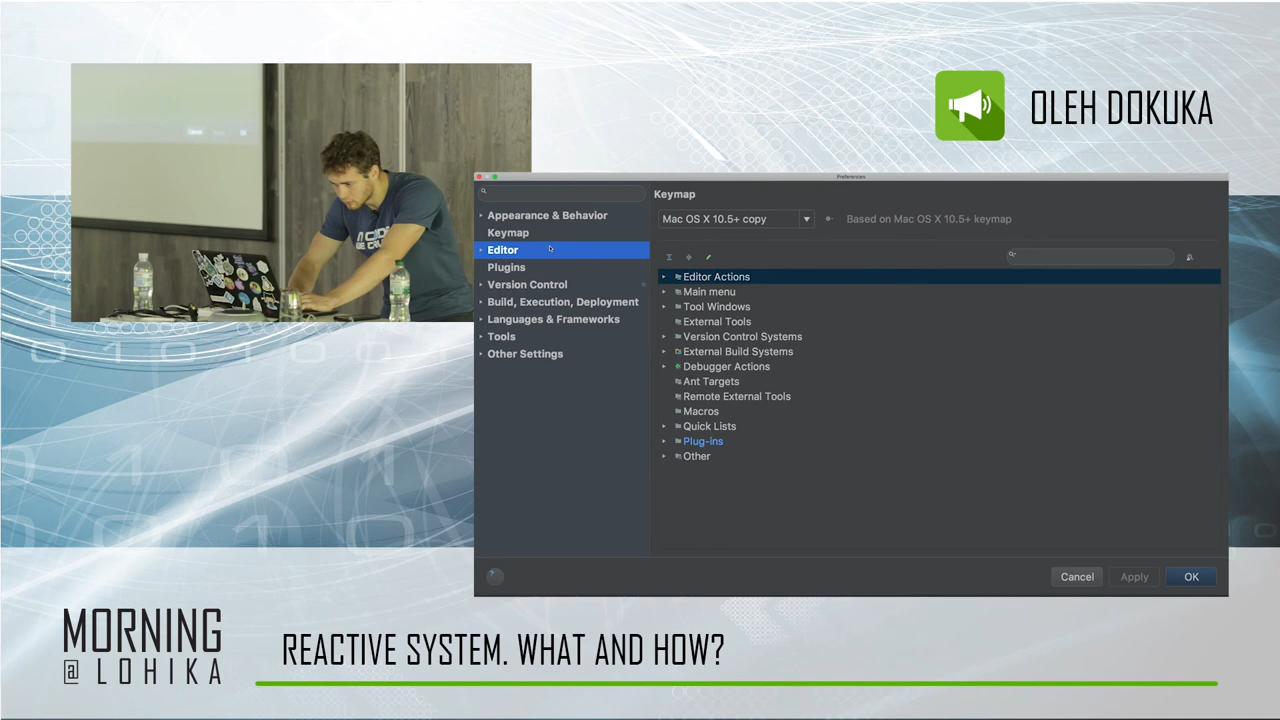 OLEH DOKUKA
Preferences
Appearance & Behavior
Keymap
Editor
Plugins
Version Control
Build, Execution, Deployment
Languages & Frameworks
Tools
Other Settings
Keymap
Mac OS X 10.5+ copy
Based on Mac OS X 10.5+ keymap
Editor Actions
Main menu
Tool Windows
External Tools
Version Control Systems
External Build Systems
Debugger Actions
Ant Targets
Remote External Tools
Macros
Quick Lists
Plug-ins
Other
?
Cancel
Apply
OK
MORNING
@ LOHIKA
REACTIVE SYSTEM. WHAT AND HOW?